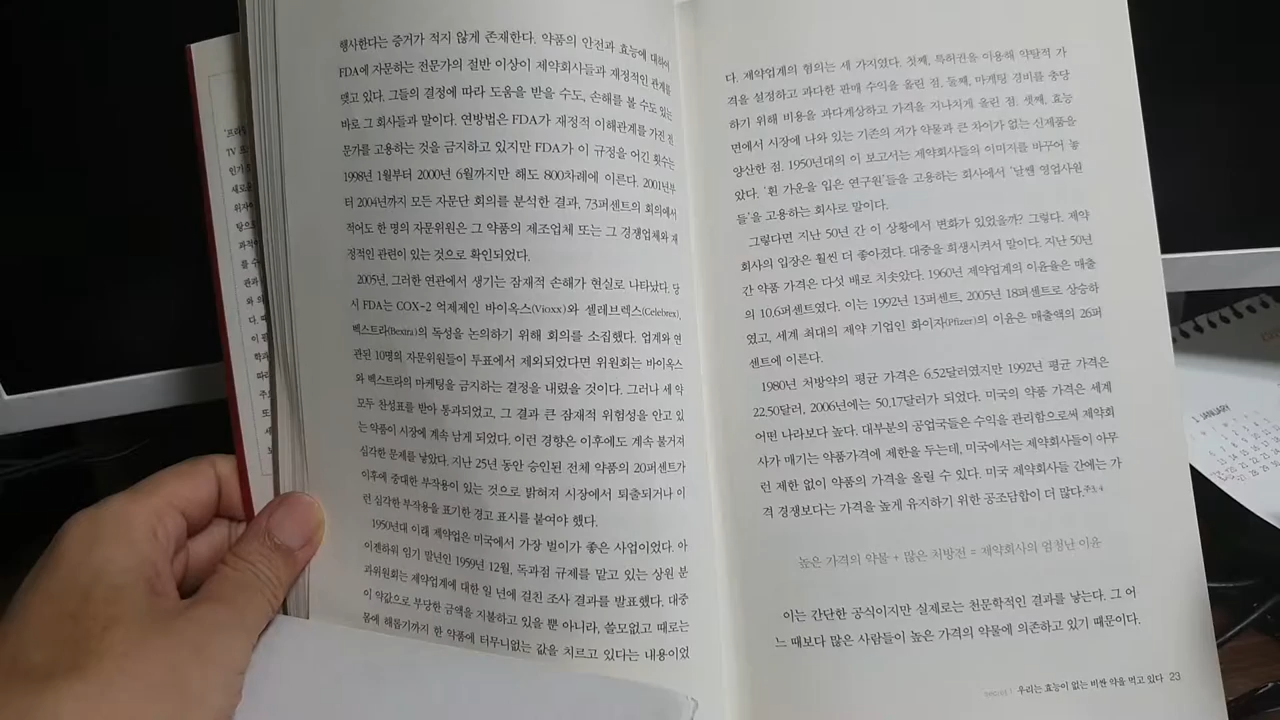 행사한다는 증거가 적지 않게 존재한다. 약품의 안전과 효능에 대하여
FDA에 자문하는 전문가의 절반 이상이 제약회사들과 재정적인 관계를
맺고 있다. 그들의 결정에 따라 도움을 받을 수도, 손해를 볼 수도 있는
바로 그 회사들과 말이다. 연방법은 FDA가 재정적 이해관계를 가진 전
문가를 고용하는 것을 금지하고 있지만 FDA가 이 규정을 어긴 횟수는
1998년 1월부터 2000년 6월까지만 해도 800차례에 이른다. 2001년부
터 2004년까지 모든 자문단 회의를 분석한 결과, 73퍼센트의 회의에서
적어도 한 명의 자문위원은 그 약품의 제조업체 또는 그 경쟁업체와 재
정적인 관련이 있는 것으로 확인되었다.
2005년, 그러한 연관에서 생기는 잠재적 손해가 현실로 나타났다. 당
시 FDA는 COX-2 억제제인 바이옥스(Vioxx)와 셀레브렉스(Celebrex),
벡스트라(Bextra)의 독성을 논의하기 위해 회의를 소집했다. 업계와 연
관된 10명의 자문위원들이 투표에서 제외되었다면 위원회는 바이옥스
와 벡스트라의 마케팅을 금지하는 결정을 내렸을 것이다. 그러나 세 약
모두 찬성표를 받아 통과되었고, 그 결과 큰 잠재적 위험성을 안고 있
는 약품이 시장에 계속 남게 되었다. 이런 경향은 이후에도 계속 불거져
심각한 문제를 낳았다. 지난 25년 동안 승인된 전체 약품의 20퍼센트가
이후에 중대한 부작용이 있는 것으로 밝혀져 시장에서 퇴출되거나 이
런 심각한 부작용을 표기한 경고 표시를 붙여야 했다.
1950년대 이래 제약업은 미국에서 가장 벌이가 좋은 사업이었다. 아
이젠하워 임기 말년인 1959년 12월, 독과점 규제를 맡고 있는 상원 분
과위원회는 제약업계에 대한 일 년에 걸친 조사 결과를 발표했다. 대중
이 약값으로 부당한 금액을 지불하고 있을 뿐 아니라, 쓸모없고 때로는
몸에 해롭기까지 한 약품에 터무니없는 값을 치르고 있다는 내용이었
다. 제약업계의 혐의는 세 가지였다. 첫째, 특허권을 이용해 약탈적 가
격을 설정하고 과다한 판매 수익을 올린 점. 둘째, 마케팅 경비를 충당
하기 위해 비용을 과다계상하고 가격을 지나치게 올린 점. 셋째, 효능
면에서 시장에 나와 있는 기존의 저가 약물과 큰 차이가 없는 신제품을
양산한 점. 1950년대의 이 보고서는 제약회사들의 이미지를 바꾸어 놓
았다. '흰 가운을 입은 연구원'들을 고용하는 회사에서 '날쌘 영업사원
들'을 고용하는 회사로 말이다.
그렇다면 지난 50년 간 이 상황에서 변화가 있었을까? 그렇다. 제약
회사의 입장은 훨씬 더 좋아졌다. 대중을 희생시켜서 말이다. 지난 50년
간 약품 가격은 다섯 배로 치솟았다. 1960년 제약업계의 이윤율은 매출
의 10.6퍼센트였다. 이는 1992년 13퍼센트, 2005년 18퍼센트로 상승하
였고, 세계 최대의 제약 기업인 화이자(Pfizer)의 이윤은 매출액의 26퍼
센트에 이른다.
1980년 처방약의 평균 가격은 6.52달러였지만 1992년 평균 가격은
22.50달러, 2006년에는 50.17달러가 되었다. 미국의 약품 가격은 세계
어떤 나라보다 높다. 대부분의 공업국들은 수익을 관리함으로써 제약회
사가 매기는 약품가격에 제한을 두는데, 미국에서는 제약회사들이 아무
런 제한 없이 약품의 가격을 올릴 수 있다. 미국 제약회사들 간에는 가
격 경쟁보다는 가격을 높게 유지하기 위한 공조담합이 더 많다.주석 4
높은 가격의 약물 + 많은 처방전 = 제약회사의 엄청난 이윤
이는 간단한 공식이지만 실제로는 천문학적인 결과를 낳는다. 그 어
느 때보다 많은 사람들이 높은 가격의 약물에 의존하고 있기 때문이다.
우리는 효능이 없는 비싼 약을 먹고 있다 23
1 JANUARY